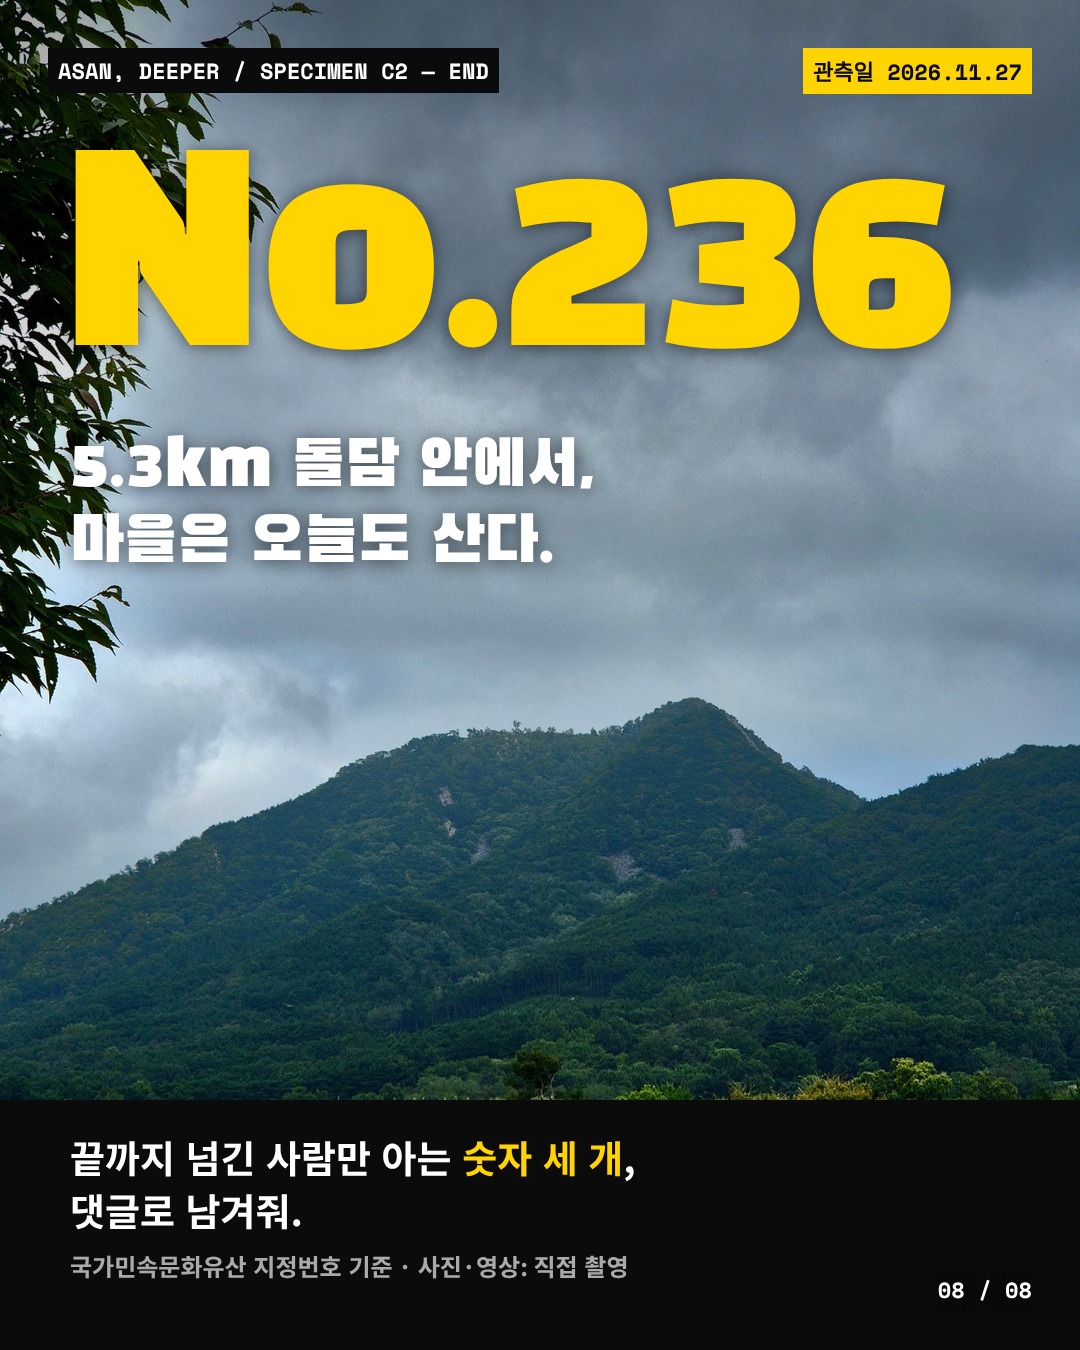 ASAN, DEEPER / SPECIMEN C2 — END
관측일 2026.11.27
No.236
5.3km 돌담 안에서,
마을은 오늘도 산다.
끝까지 넘긴 사람만 아는 숫자 세 개,
댓글로 남겨줘.
국가민속문화유산 지정번호 기준 · 사진·영상: 직접 촬영
08 / 08